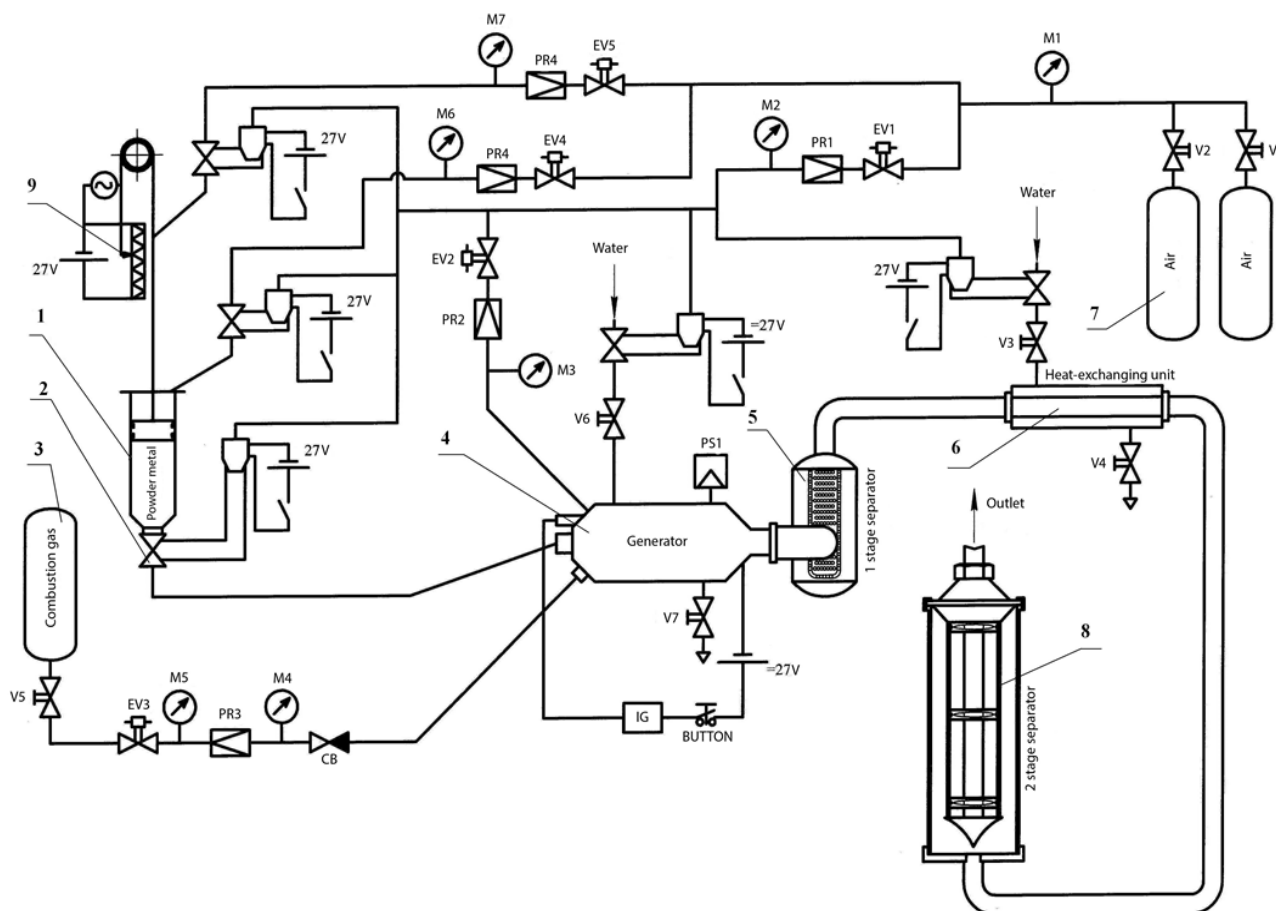 M7
PR4
EV5
M1
M6
PR4
EV4
M2
PR1
EV1
27V
V2
V
9
27V
Water
Air
Air
7
27V
EV2
Water
27V
1
PR2
M3
=27V
V3
Heat-exchanging unit
2
V6
Powder metal
27V
4
PS1
5
1 stage separator
6
V4
3
Combustion gas
Generator
Outlet
V7
8
2 stage separator
=27V
V5
EV3
M5
PR3
M4
CB
IG
BUTTON